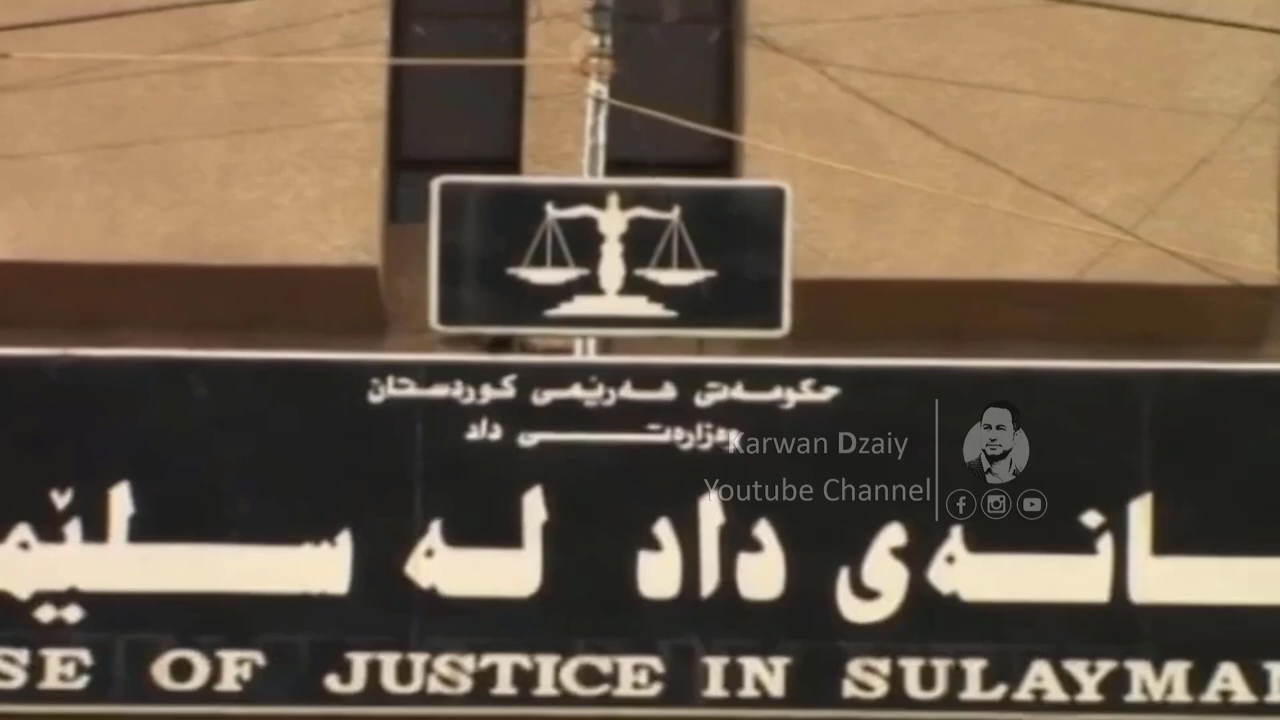 حکومەتی هەرێمی کوردستان
وەزارەتی داد
انەی داد لە سلێم
SE OF JUSTICE IN SULAYMA
Karwan Dzaiy
Youtube Channel